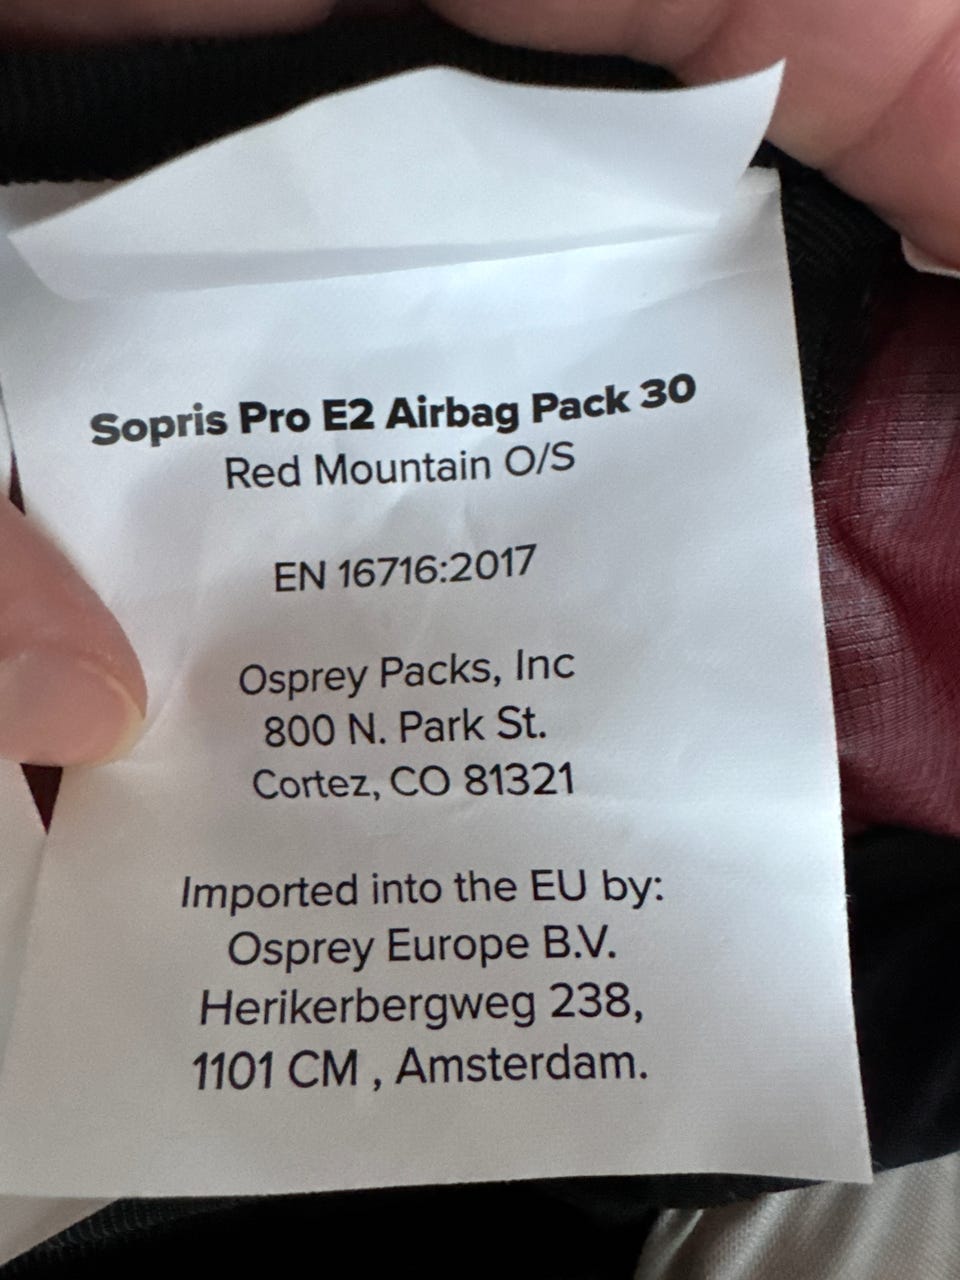 Sopris Pro E2 Airbag Pack 30
Red Mountain O/S
EN 16716:2017
Osprey Packs, Inc
800 N. Park St.
Cortez, CO 81321
Imported into the EU by:
Osprey Europe B.V.
Herikerbergweg 238,
1101 CM , Amsterdam.